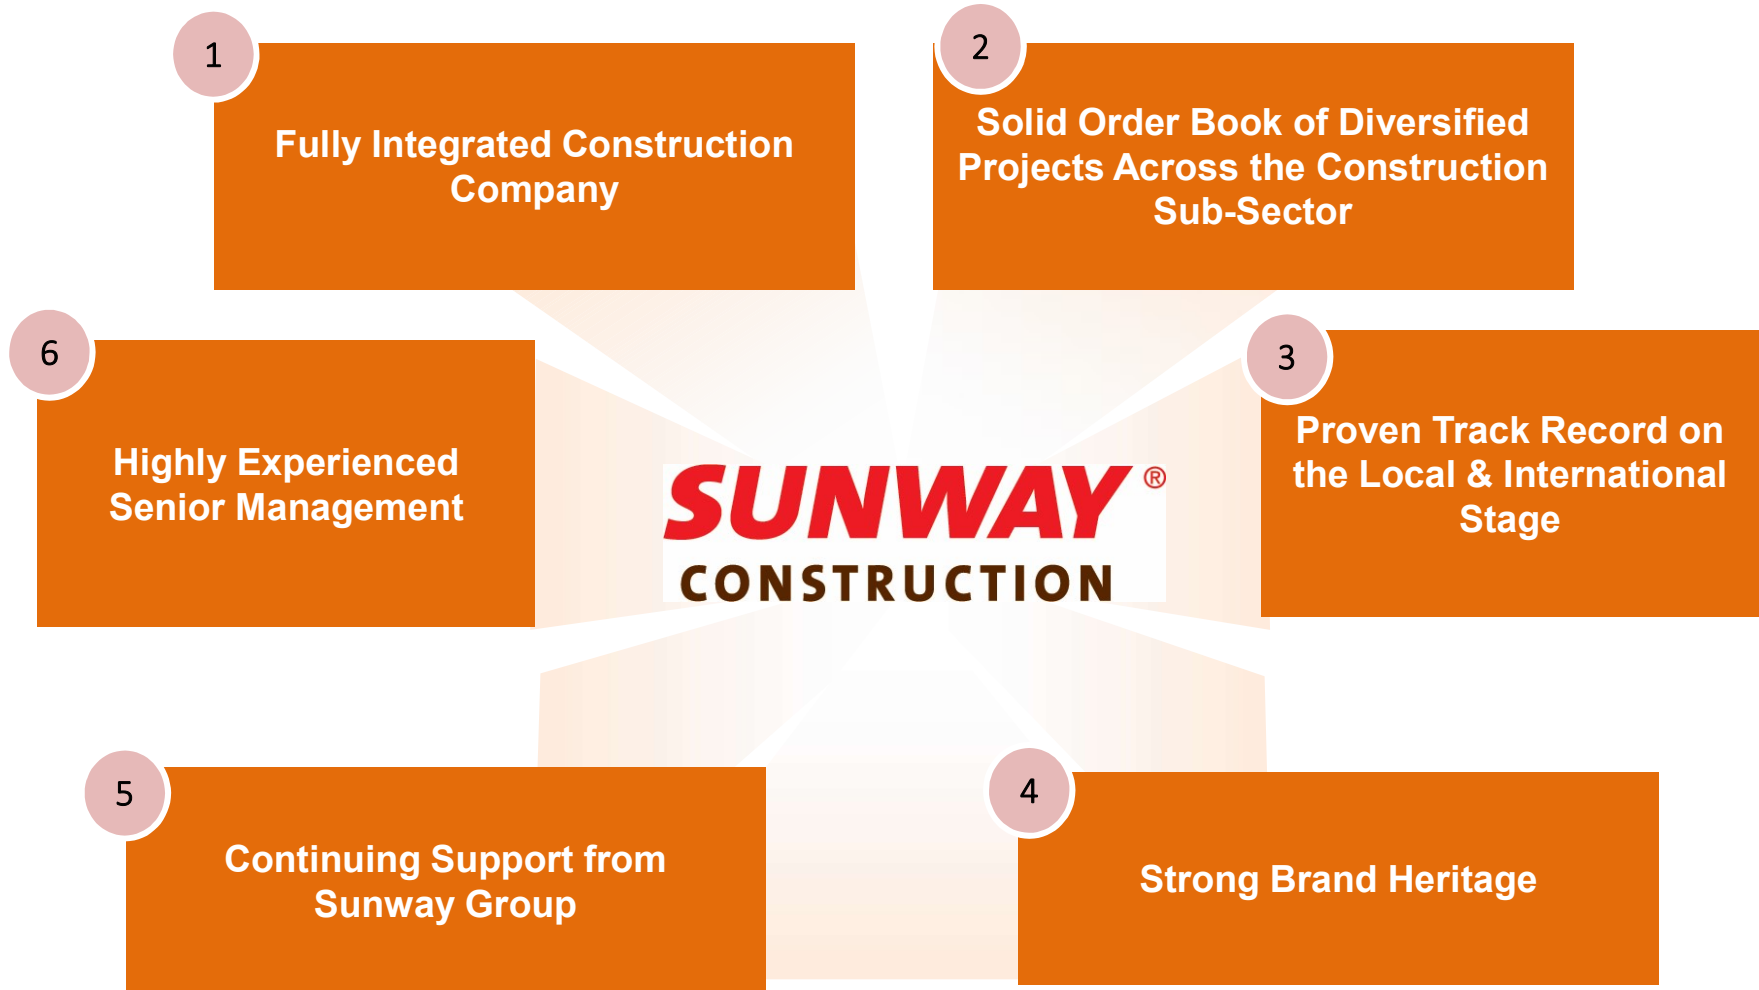 1
Fully Integrated Construction
Company
2
Solid Order Book of Diversified
Projects Across the Construction
Sub-Sector
3
Proven Track Record on
the Local & International
Stage
4
Strong Brand Heritage
5
Continuing Support from
Sunway Group
6
Highly Experienced
Senior Management
SUNWAY®
CONSTRUCTION